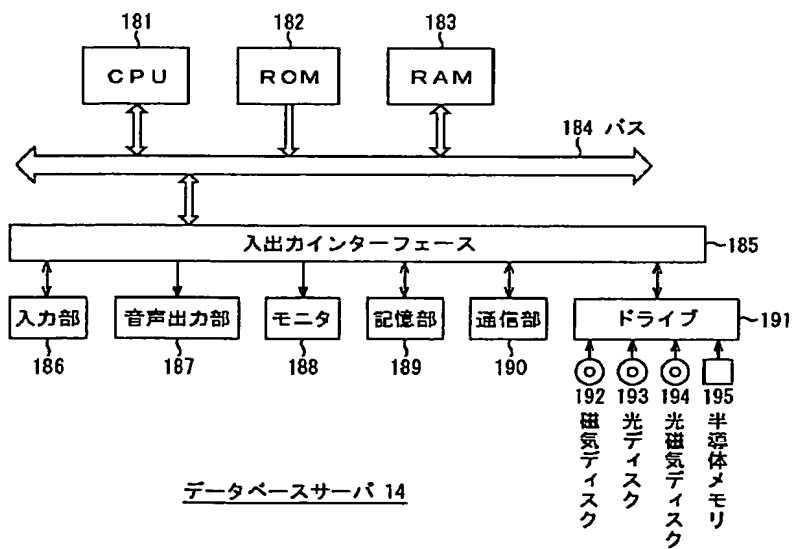 181
182
183
CPU
ROM
RAM
184 バス
入出力インターフェース
185
入力部
音声出力部
モニタ
記憶部
通信部
ドライブ
191
186
187
188
189
190
192
193
194
195
磁気ディスク
光ディスク
光磁気ディスク
半導体メモリ
データベースサーバ 14